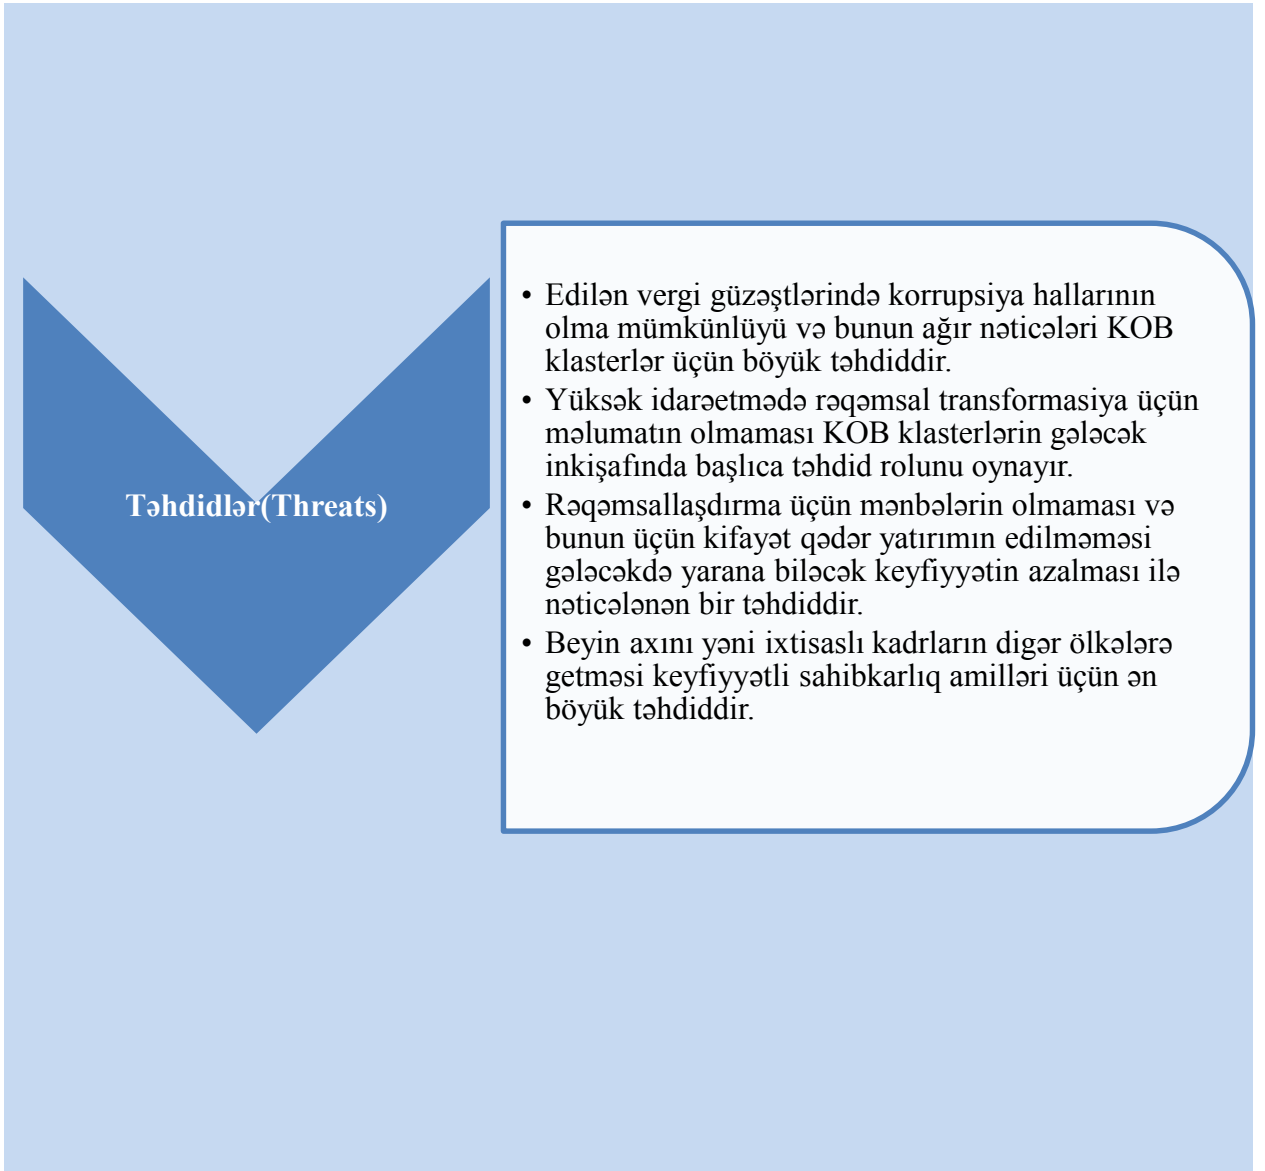 Təhdidlər(Threats)
• Edilən vergi güzəştlərində korrupsiya hallarının
olma mümkünlüyü və bunun ağır nəticələri KOB
klasterlər üçün böyük təhdiddir.
• Yüksək idarəetmədə rəqəmsal transformasiya üçün
məlumatın olmaması KOB klasterlərin gələcək
inkişafında başlıca təhdid rolunu oynayır.
• Rəqəmsallaşdırma üçün mənbələrin olmaması və
bunun üçün kifayət qədər yatırımın edilməməsi
gələcəkdə yarana biləcək keyfiyyətin azalması ilə
nəticələnən bir təhdiddir.
• Beyin axını yəni ixtisaslı kadrların digər ölkələrə
getməsi keyfiyyətli sahibkarlıq amilləri üçün ən
böyük təhdiddir.